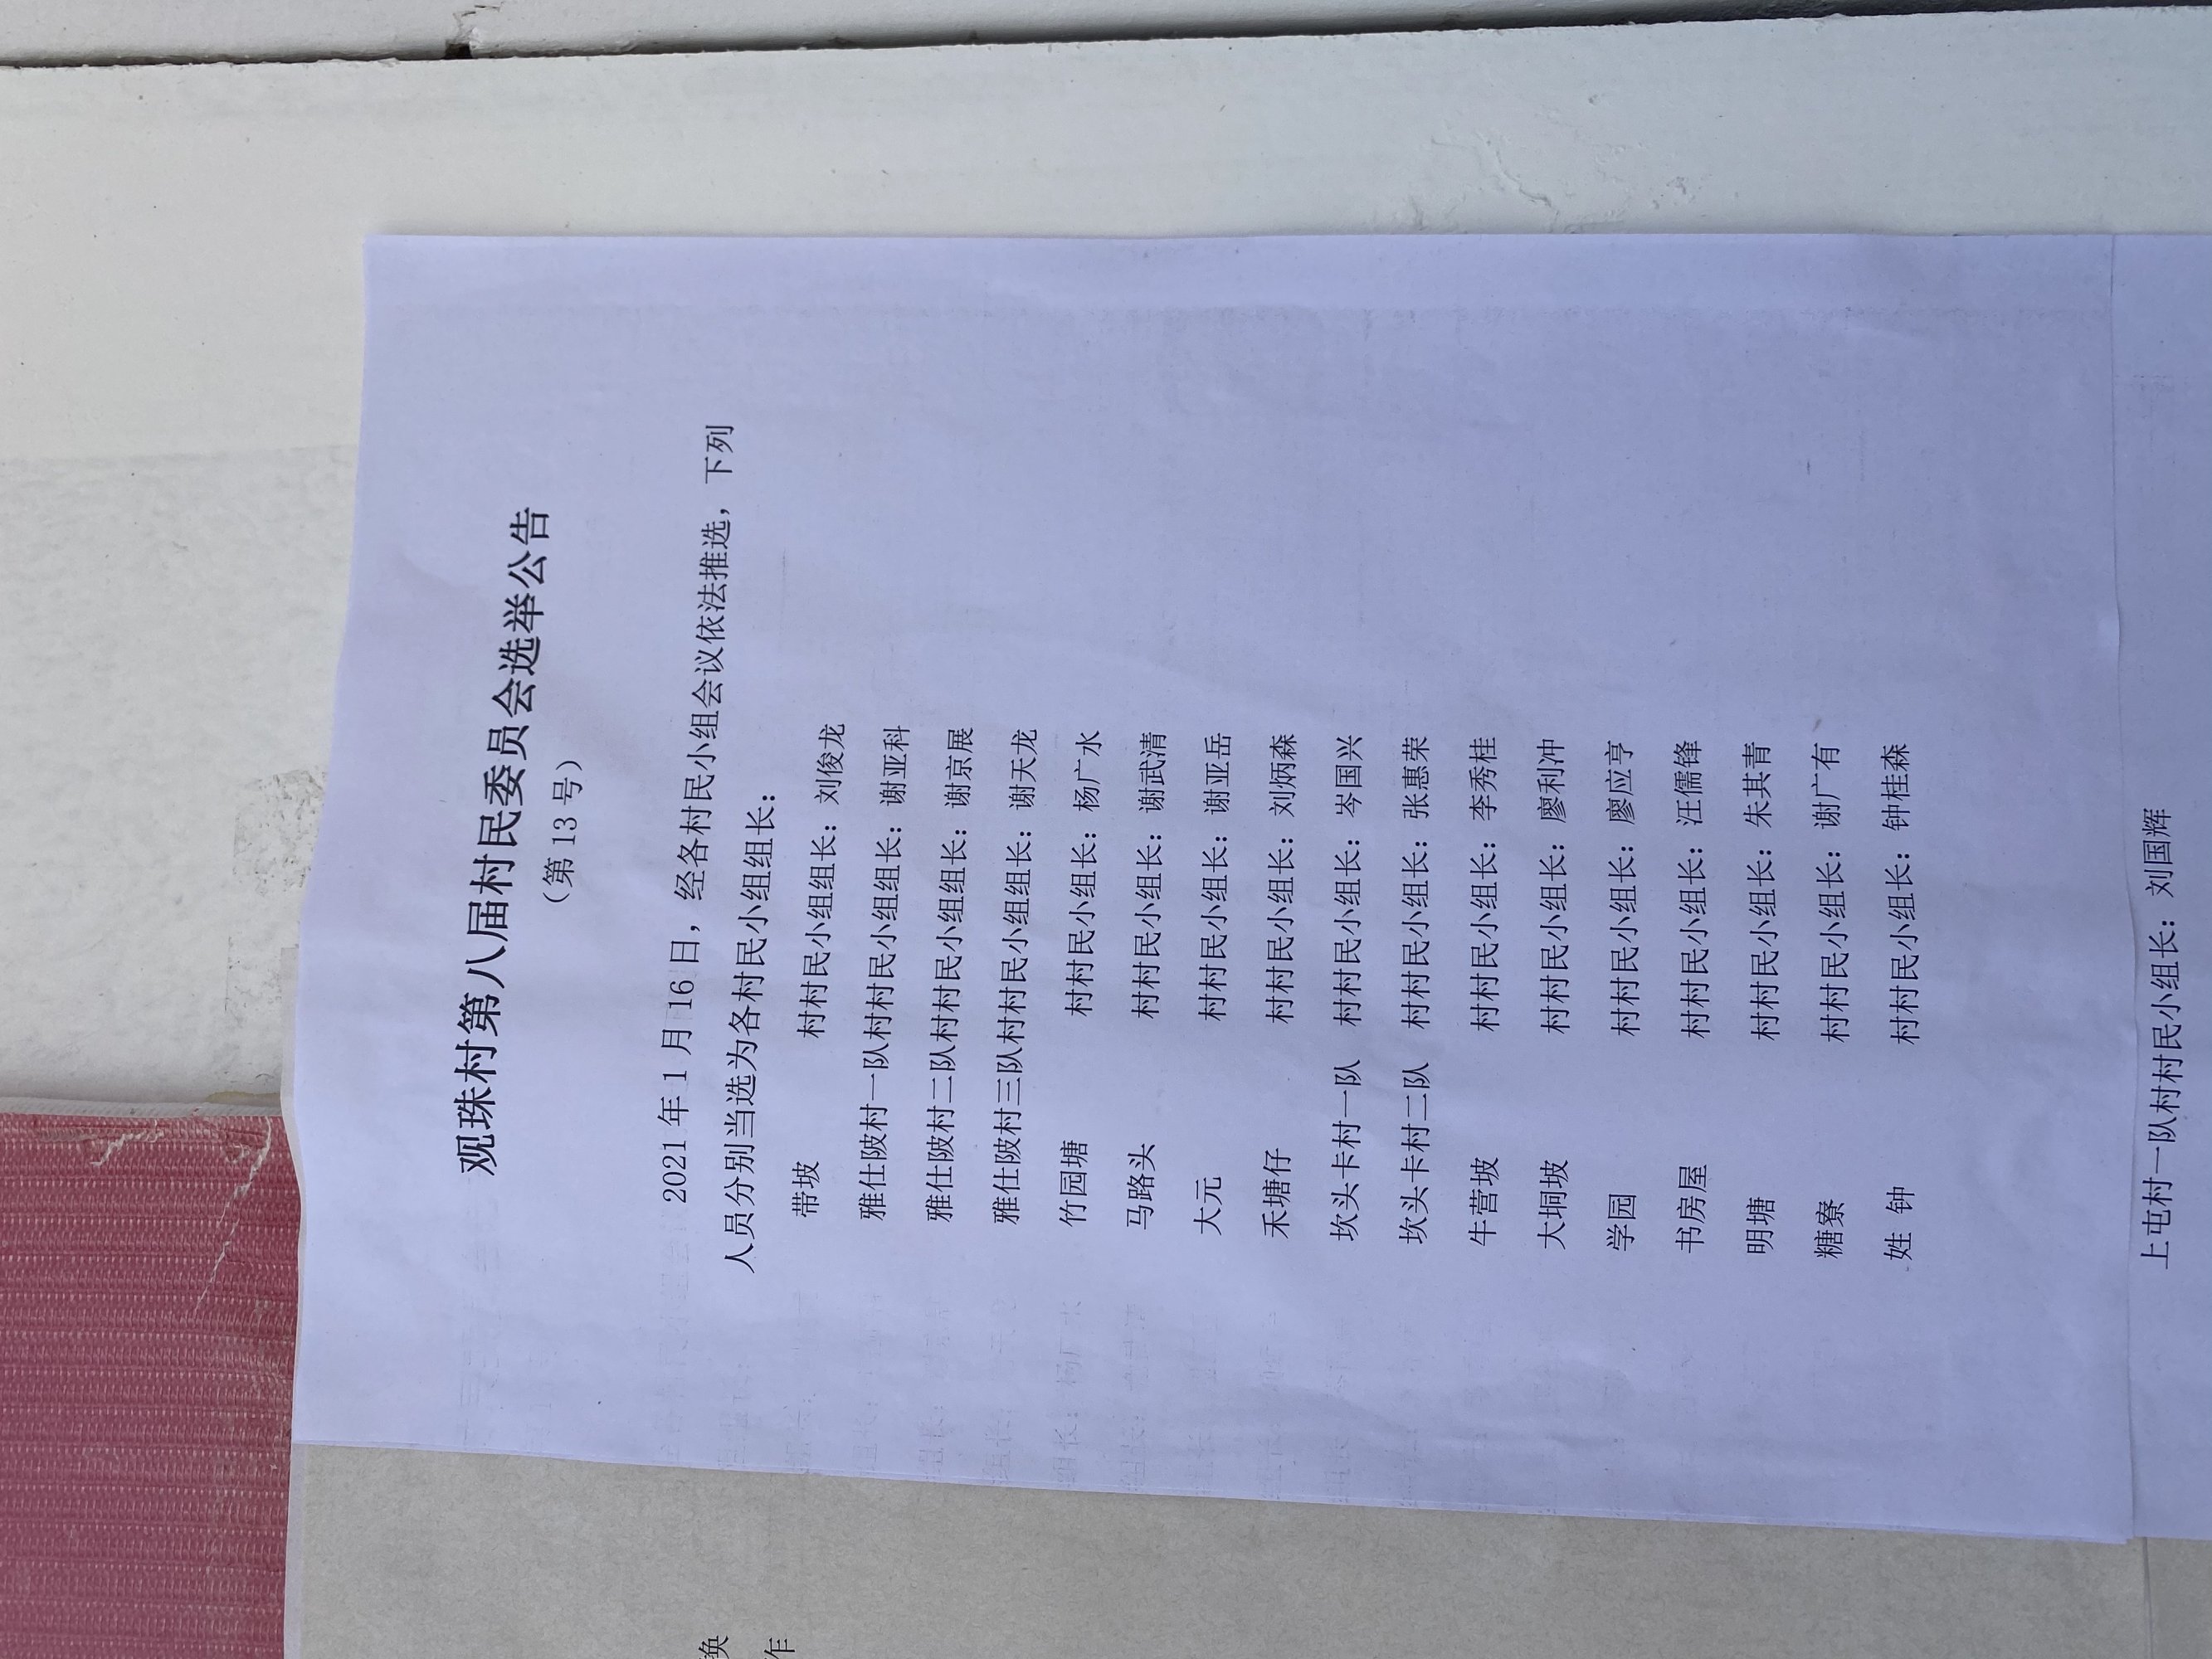 观珠村第八届村民委员会选举公告
（第 13 号）
2021 年 1 月 16 日，经各村民小组会议依法推选，下列
人员分别当选为各村民小组组长：
带坡 村村民小组组长：刘俊龙
雅仕陂村一队村村民小组组长：谢亚科
雅仕陂村二队村村民小组组长：谢京展
雅仕陂村三队村村民小组组长：谢天龙
竹园塘 村村民小组长：杨广水
马路头 村村民小组长：谢武清
大元 村村民小组长：谢亚岳
禾塘仔 村村民小组长：刘炳森
坎头卡村一队 村村民小组长：岑国兴
坎头卡村二队 村村民小组长：张惠荣
牛营坡 村村民小组长：李秀桂
大垌坡 村村民小组长：廖利冲
学园 村村民小组长：廖应亨
书房屋 村村民小组长：汪儒锋
明塘 村村民小组长：朱其青
糖寮 村村民小组长：谢广有
姓 钟 村村民小组长：钟桂森
上屯村一队村村民小组长：刘国辉
换
作